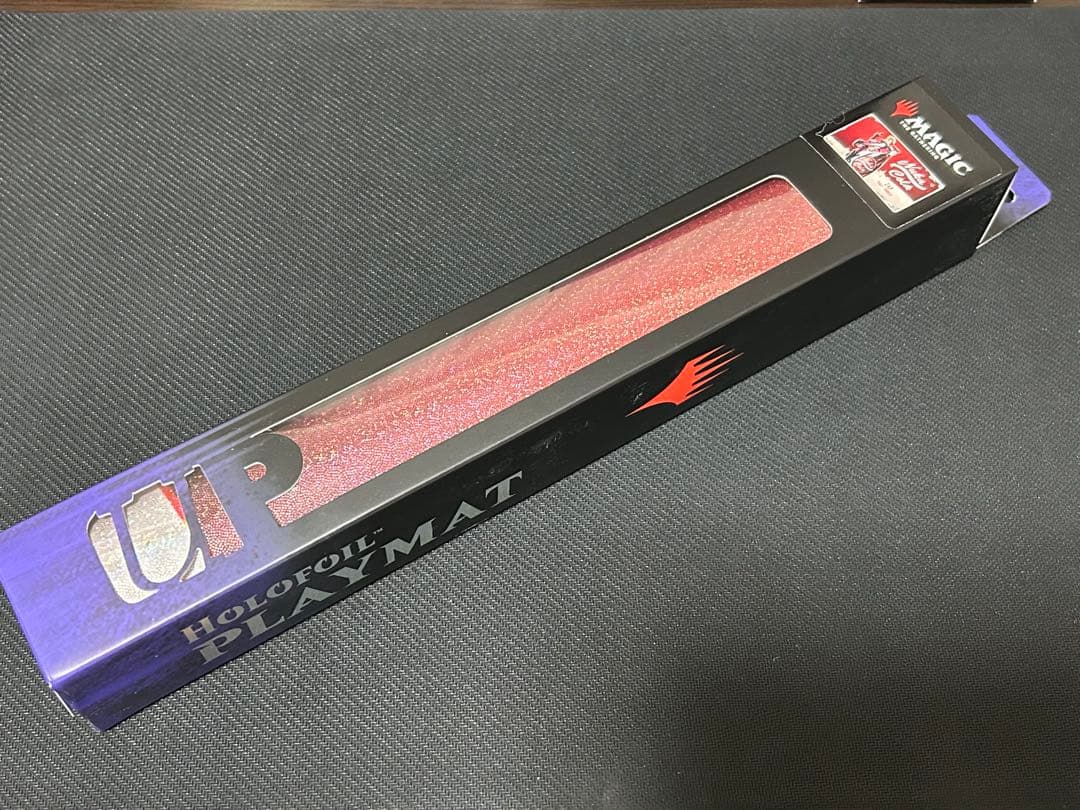 MAGIC
THE GATHERING
Nuka
Cola
UP
HOLOFOIL™
PLAYMAT